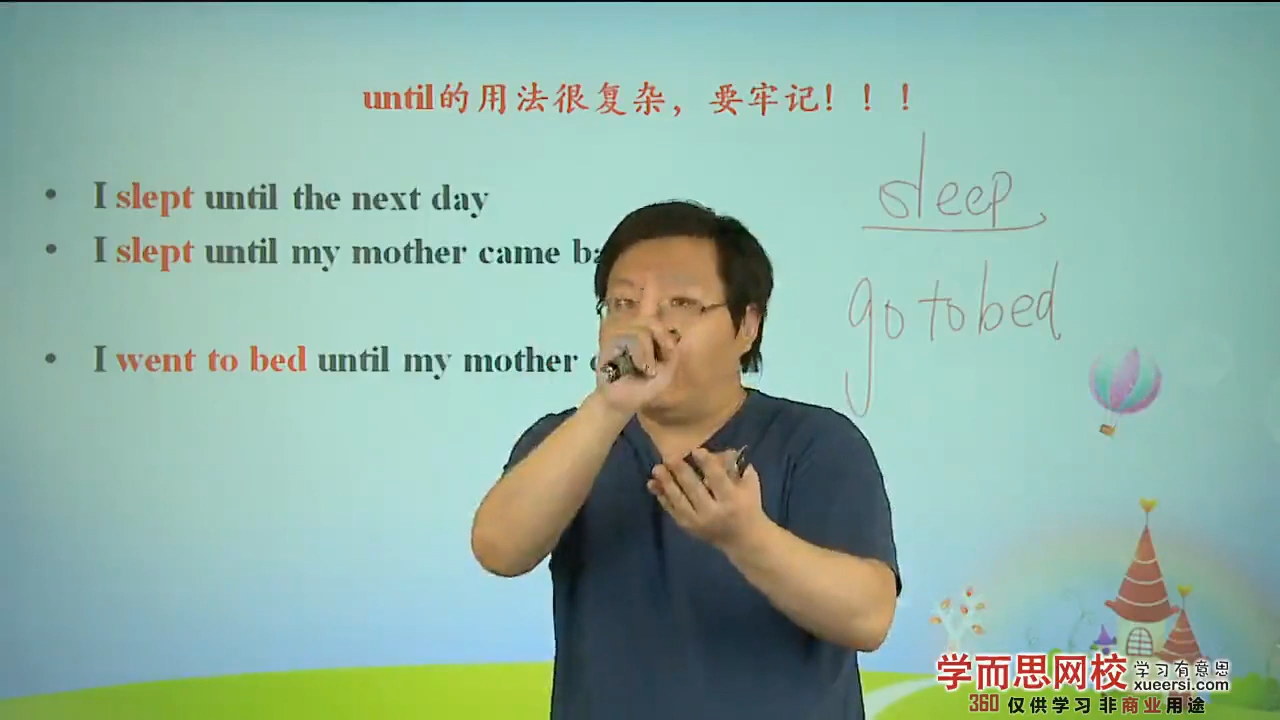 until的用法很复杂，要牢记！！！
• I slept until the next day
• I slept until my mother came
• I went to bed until my mother
sleep
go to bed
学而思网校 学习有意思
xueersi.com
360 仅供学习 非商业用途